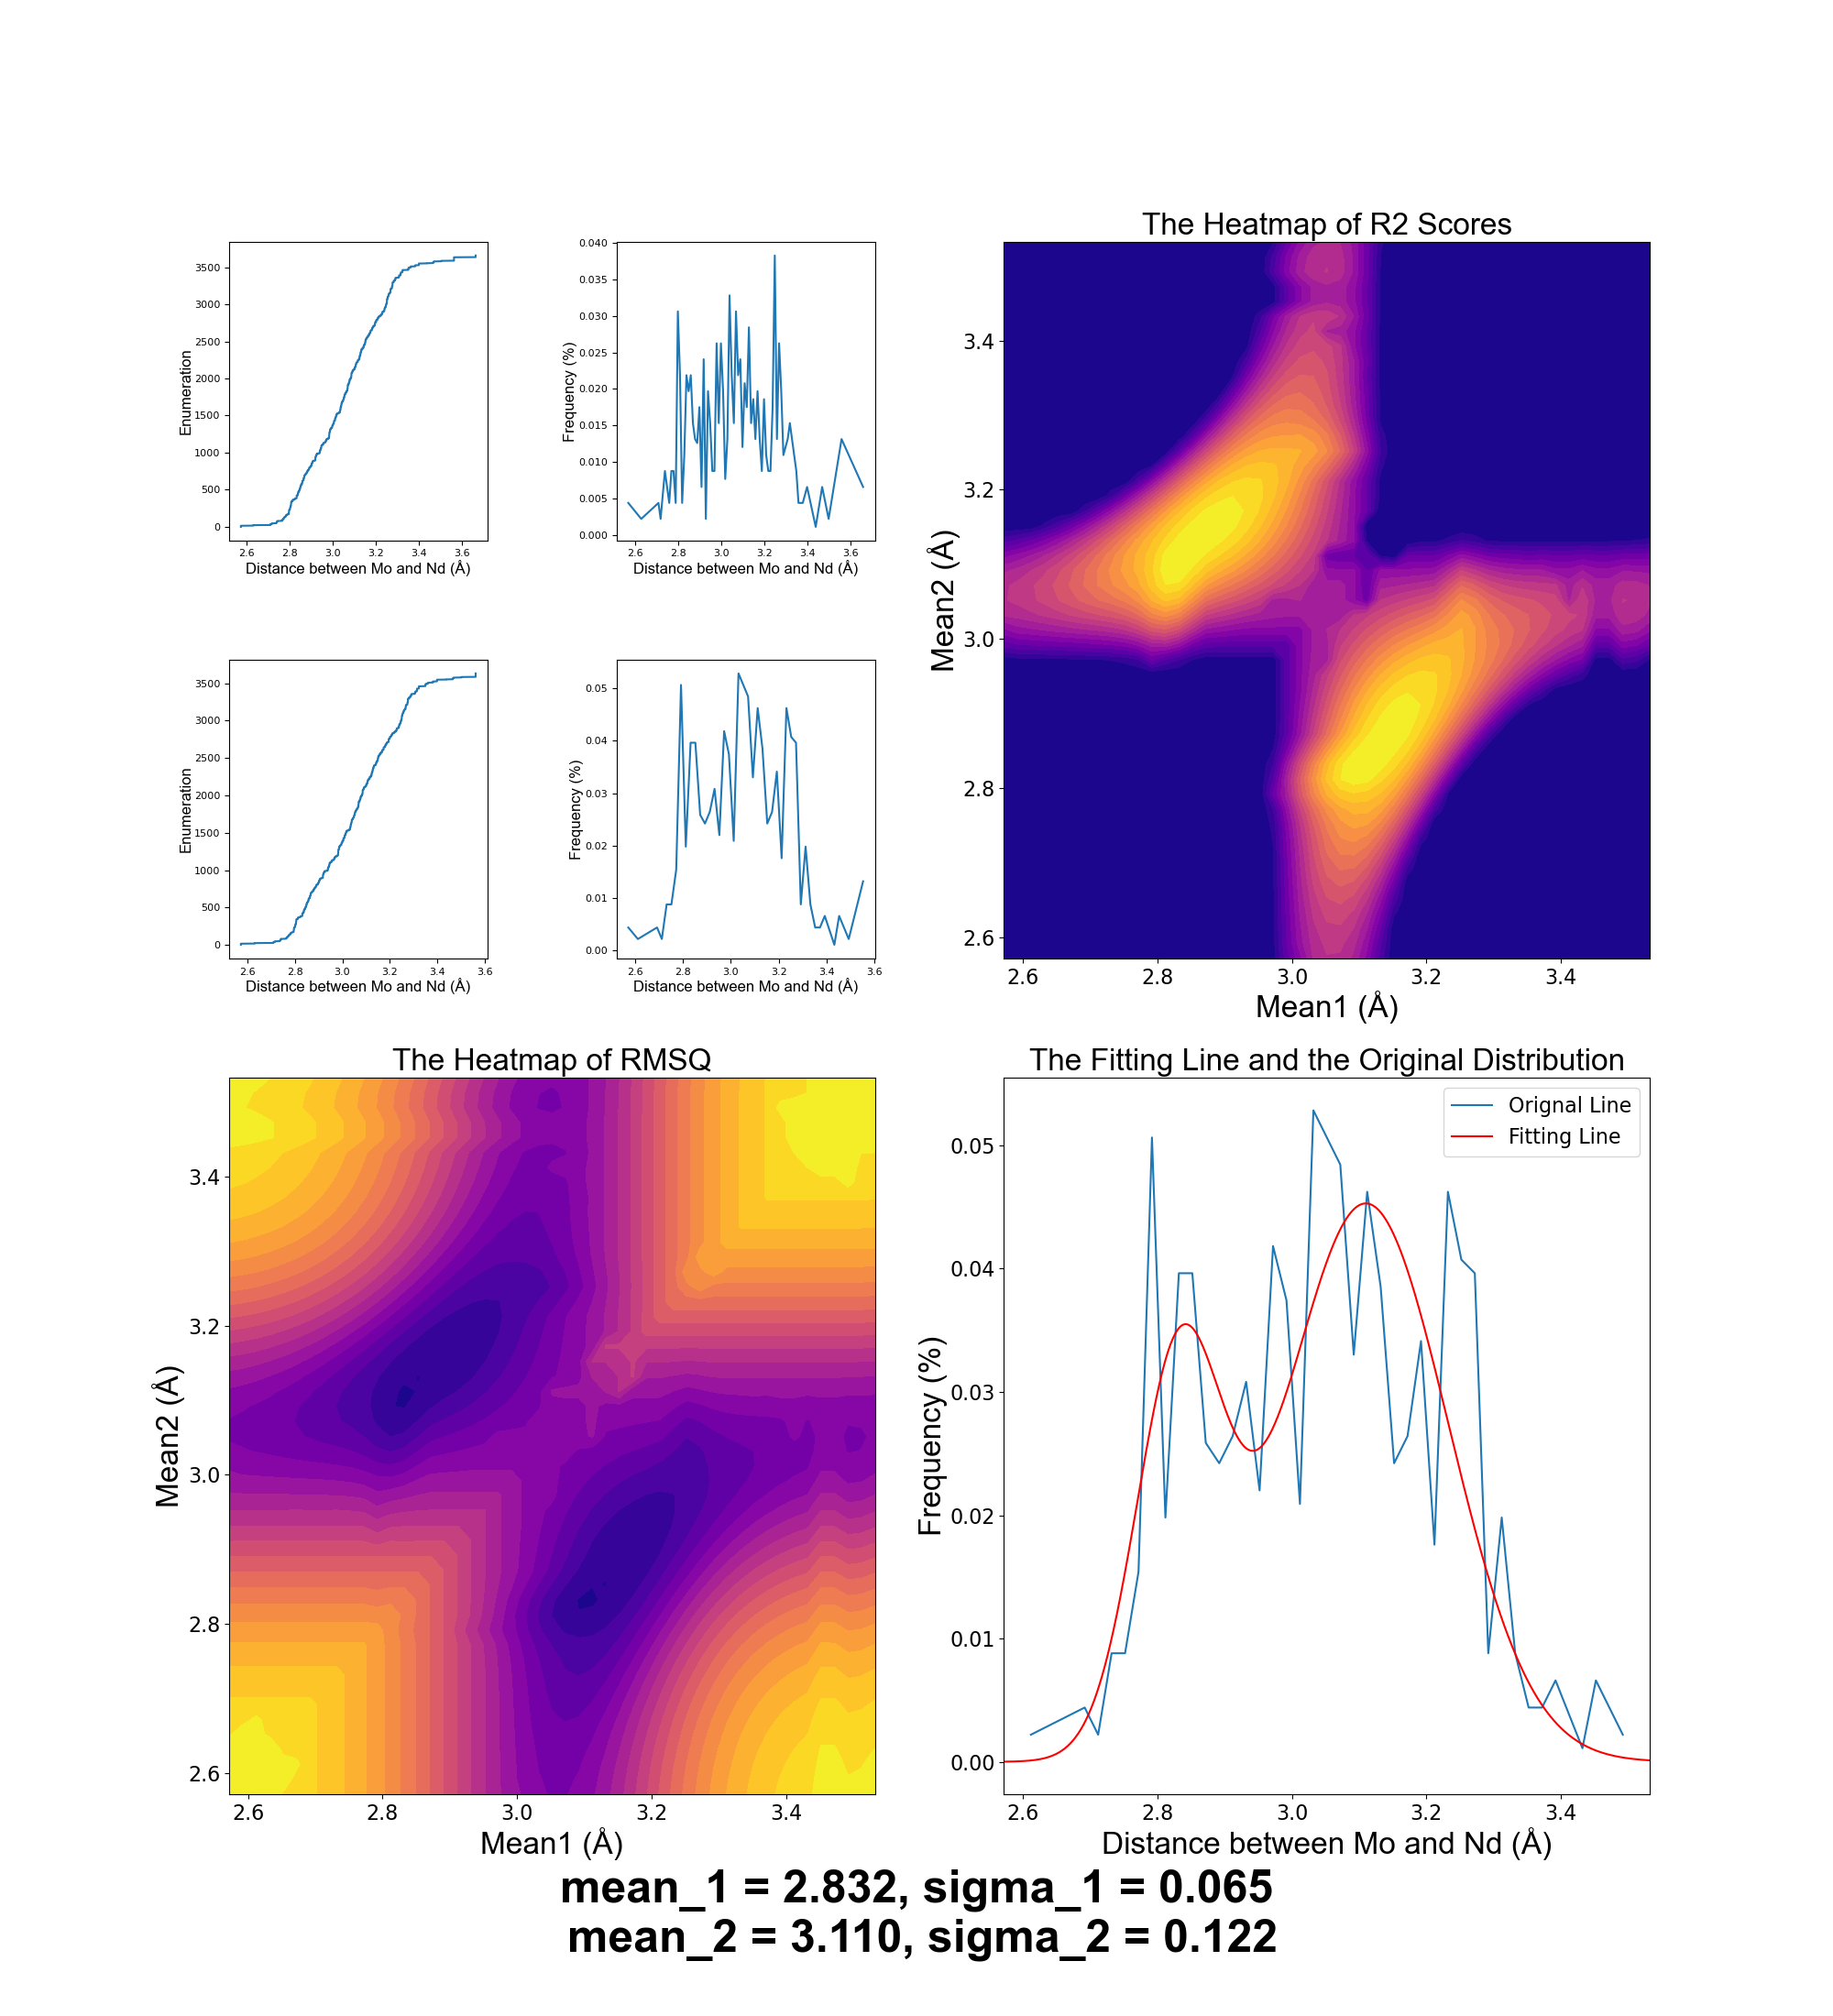 The Heatmap of R2 Scores
3500
3000
2500
2000
1500
1000
500
0
Enumeration
2.6 2.8 3.0 3.2 3.4 3.6
Distance between Mo and Nd (Å)
0.040
0.035
0.030
0.025
0.020
0.015
0.010
0.005
0.000
Frequency (%)
2.6 2.8 3.0 3.2 3.4 3.6
Distance between Mo and Nd (Å)
3.4
3.2
3.0
2.8
2.6
Mean2 (Å)
2.6 2.8 3.0 3.2 3.4
Mean1 (Å)
3500
3000
2500
2000
1500
1000
500
0
Enumeration
2.6 2.8 3.0 3.2 3.4 3.6
Distance between Mo and Nd (Å)
0.05
0.04
0.03
0.02
0.01
0.00
Frequency (%)
2.6 2.8 3.0 3.2 3.4 3.6
Distance between Mo and Nd (Å)
The Heatmap of RMSQ
3.4
3.2
3.0
2.8
2.6
Mean2 (Å)
2.6 2.8 3.0 3.2 3.4
Mean1 (Å)
The Fitting Line and the Original Distribution
Orignal Line
Fitting Line
0.05
0.04
0.03
0.02
0.01
0.00
Frequency (%)
2.6 2.8 3.0 3.2 3.4
Distance between Mo and Nd (Å)
mean_1 = 2.832, sigma_1 = 0.065
mean_2 = 3.110, sigma_2 = 0.122